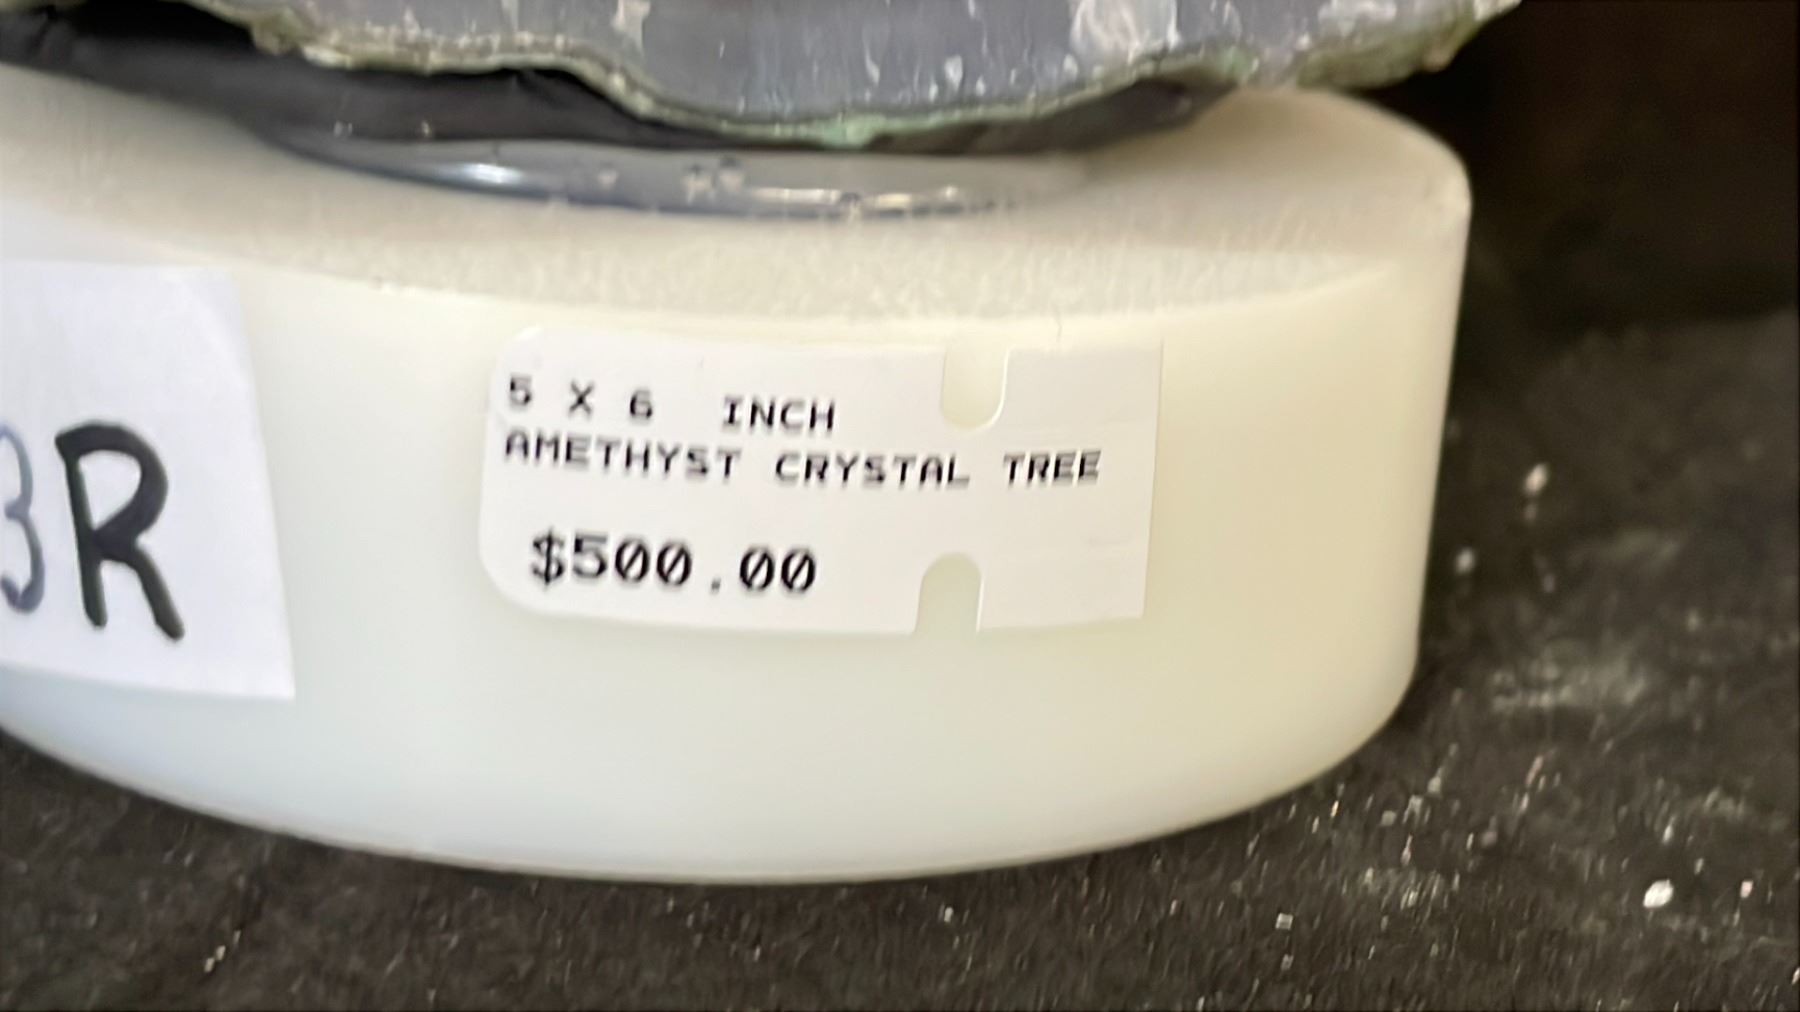 3R
5 X 6 INCH
AMETHYST CRYSTAL TREE
$500.00